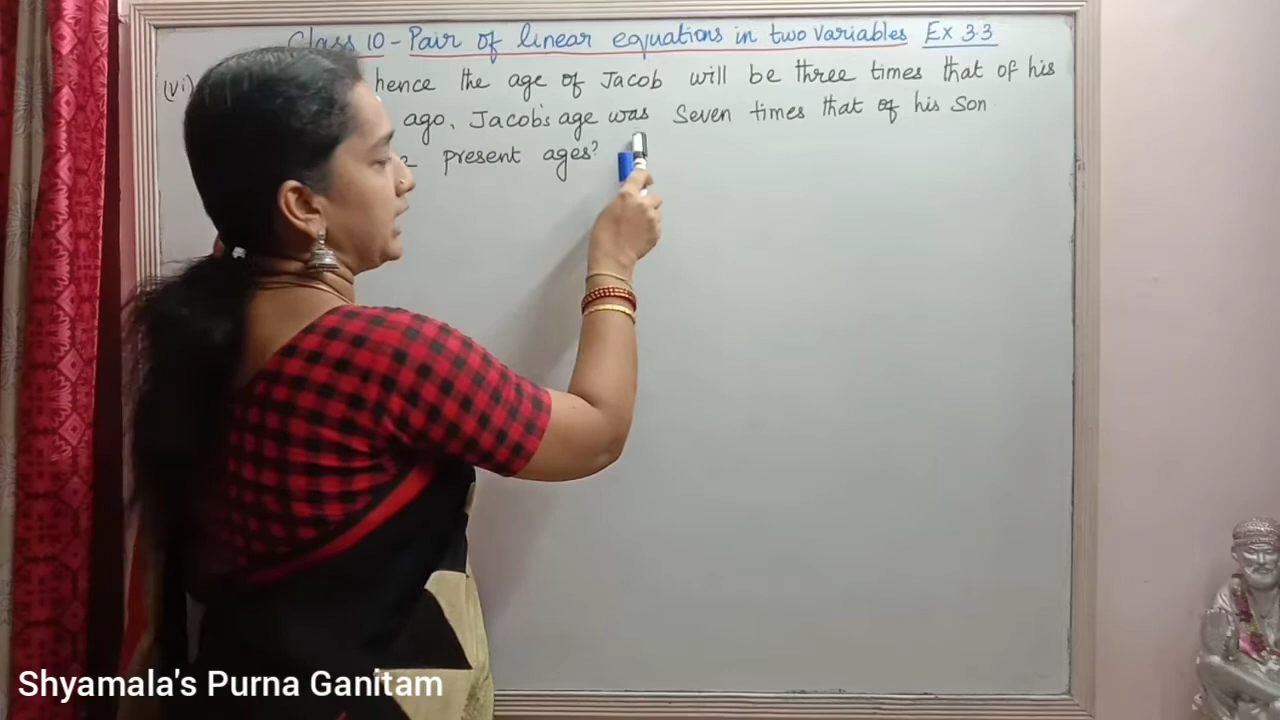 Class 10 - Pair of linear equations in two variables Ex 3.3
(vi) hence the age of Jacob will be three times that of his
ago, Jacob's age was Seven times that of his Son
present ages?
Shyamala's Purna Ganitam